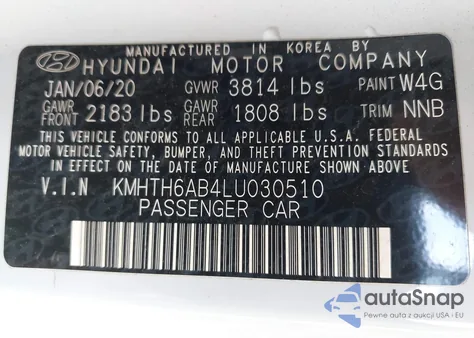 MANUFACTURED IN KOREA BY
HYUNDAI MOTOR COMPANY
JAN/06/20 GVWR 3814 lbs PAINT W4G
GAWR FRONT 2183 lbs GAWR REAR 1808 lbs TRIM NNB
THIS VEHICLE CONFORMS TO ALL APPLICABLE U.S.A. FEDERAL
MOTOR VEHICLE SAFETY, BUMPER, AND THEFT PREVENTION
STANDARDS IN EFFECT ON THE DATE OF MANUFACTURE SHOWN ABOVE
V.I.N KMHTH6AB4LU030510
PASSENGER CAR
autoSnap
Pewne auta z aukcji USA - EU